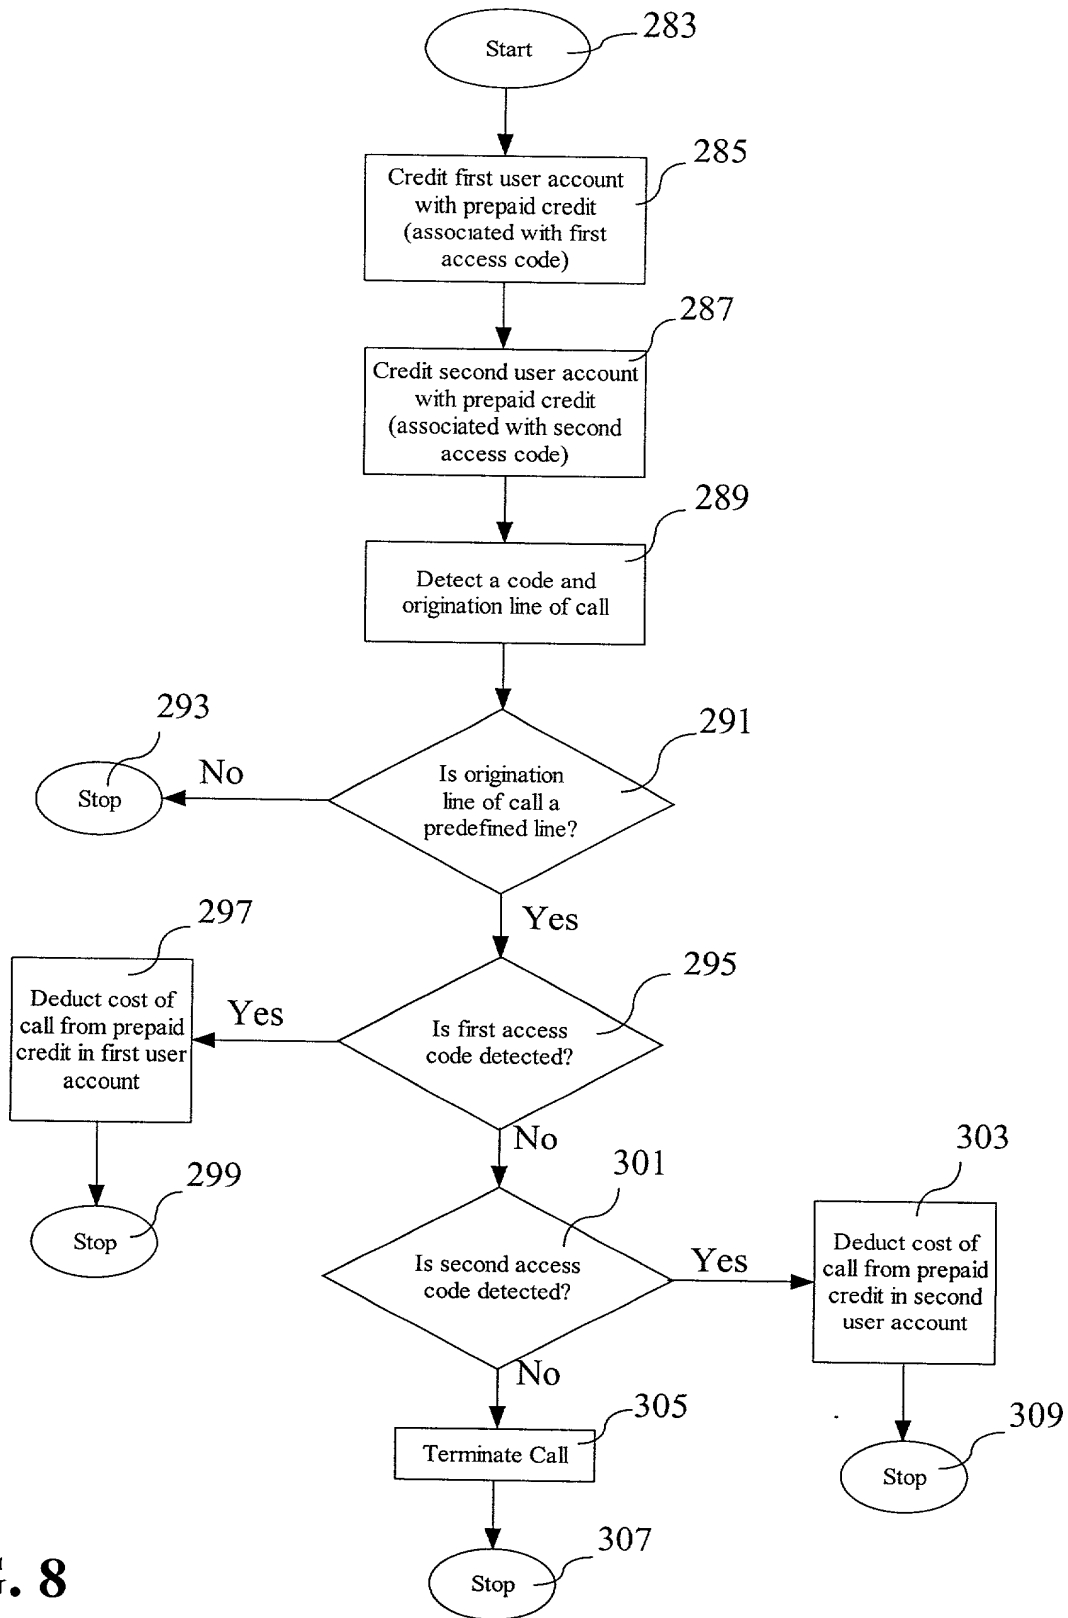 283
Start
285
Credit first user account
with prepaid credit
(associated with first
access code)
287
Credit second user account
with prepaid credit
(associated with second
access code)
289
Detect a code and
origination line of call
293
291
No
Stop
Is origination
line of call a
predefined line?
Yes
297
295
Deduct cost of
call from prepaid
credit in first user
account
Yes
Is first access
code detected?
No
299
301
303
Stop
Is second access
code detected?
Yes
Deduct cost of
call from prepaid
credit in second
user account
No
305
Terminate Call
309
Stop
307
Stop
. 8